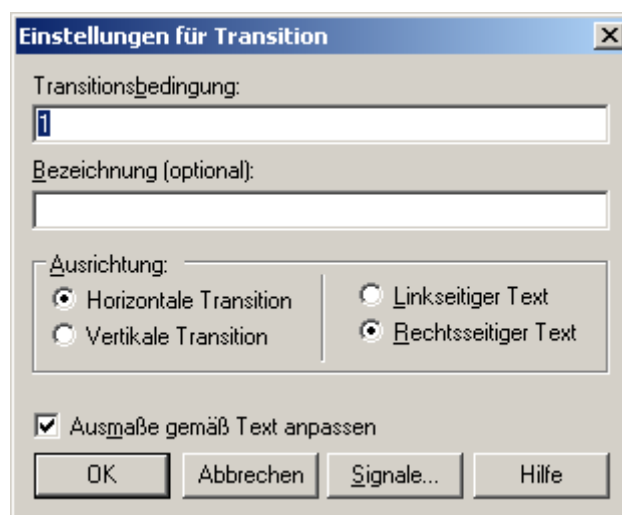 Einstellungen für Transition
Transitionsbedingung:
1
Bezeichnung (optional):
Ausrichtung:
Horizontale Transition
Linkseitiger Text
Vertikale Transition
Rechtsseitiger Text
Ausmaße gemäß Text anpassen
OK Abbrechen Signale... Hilfe